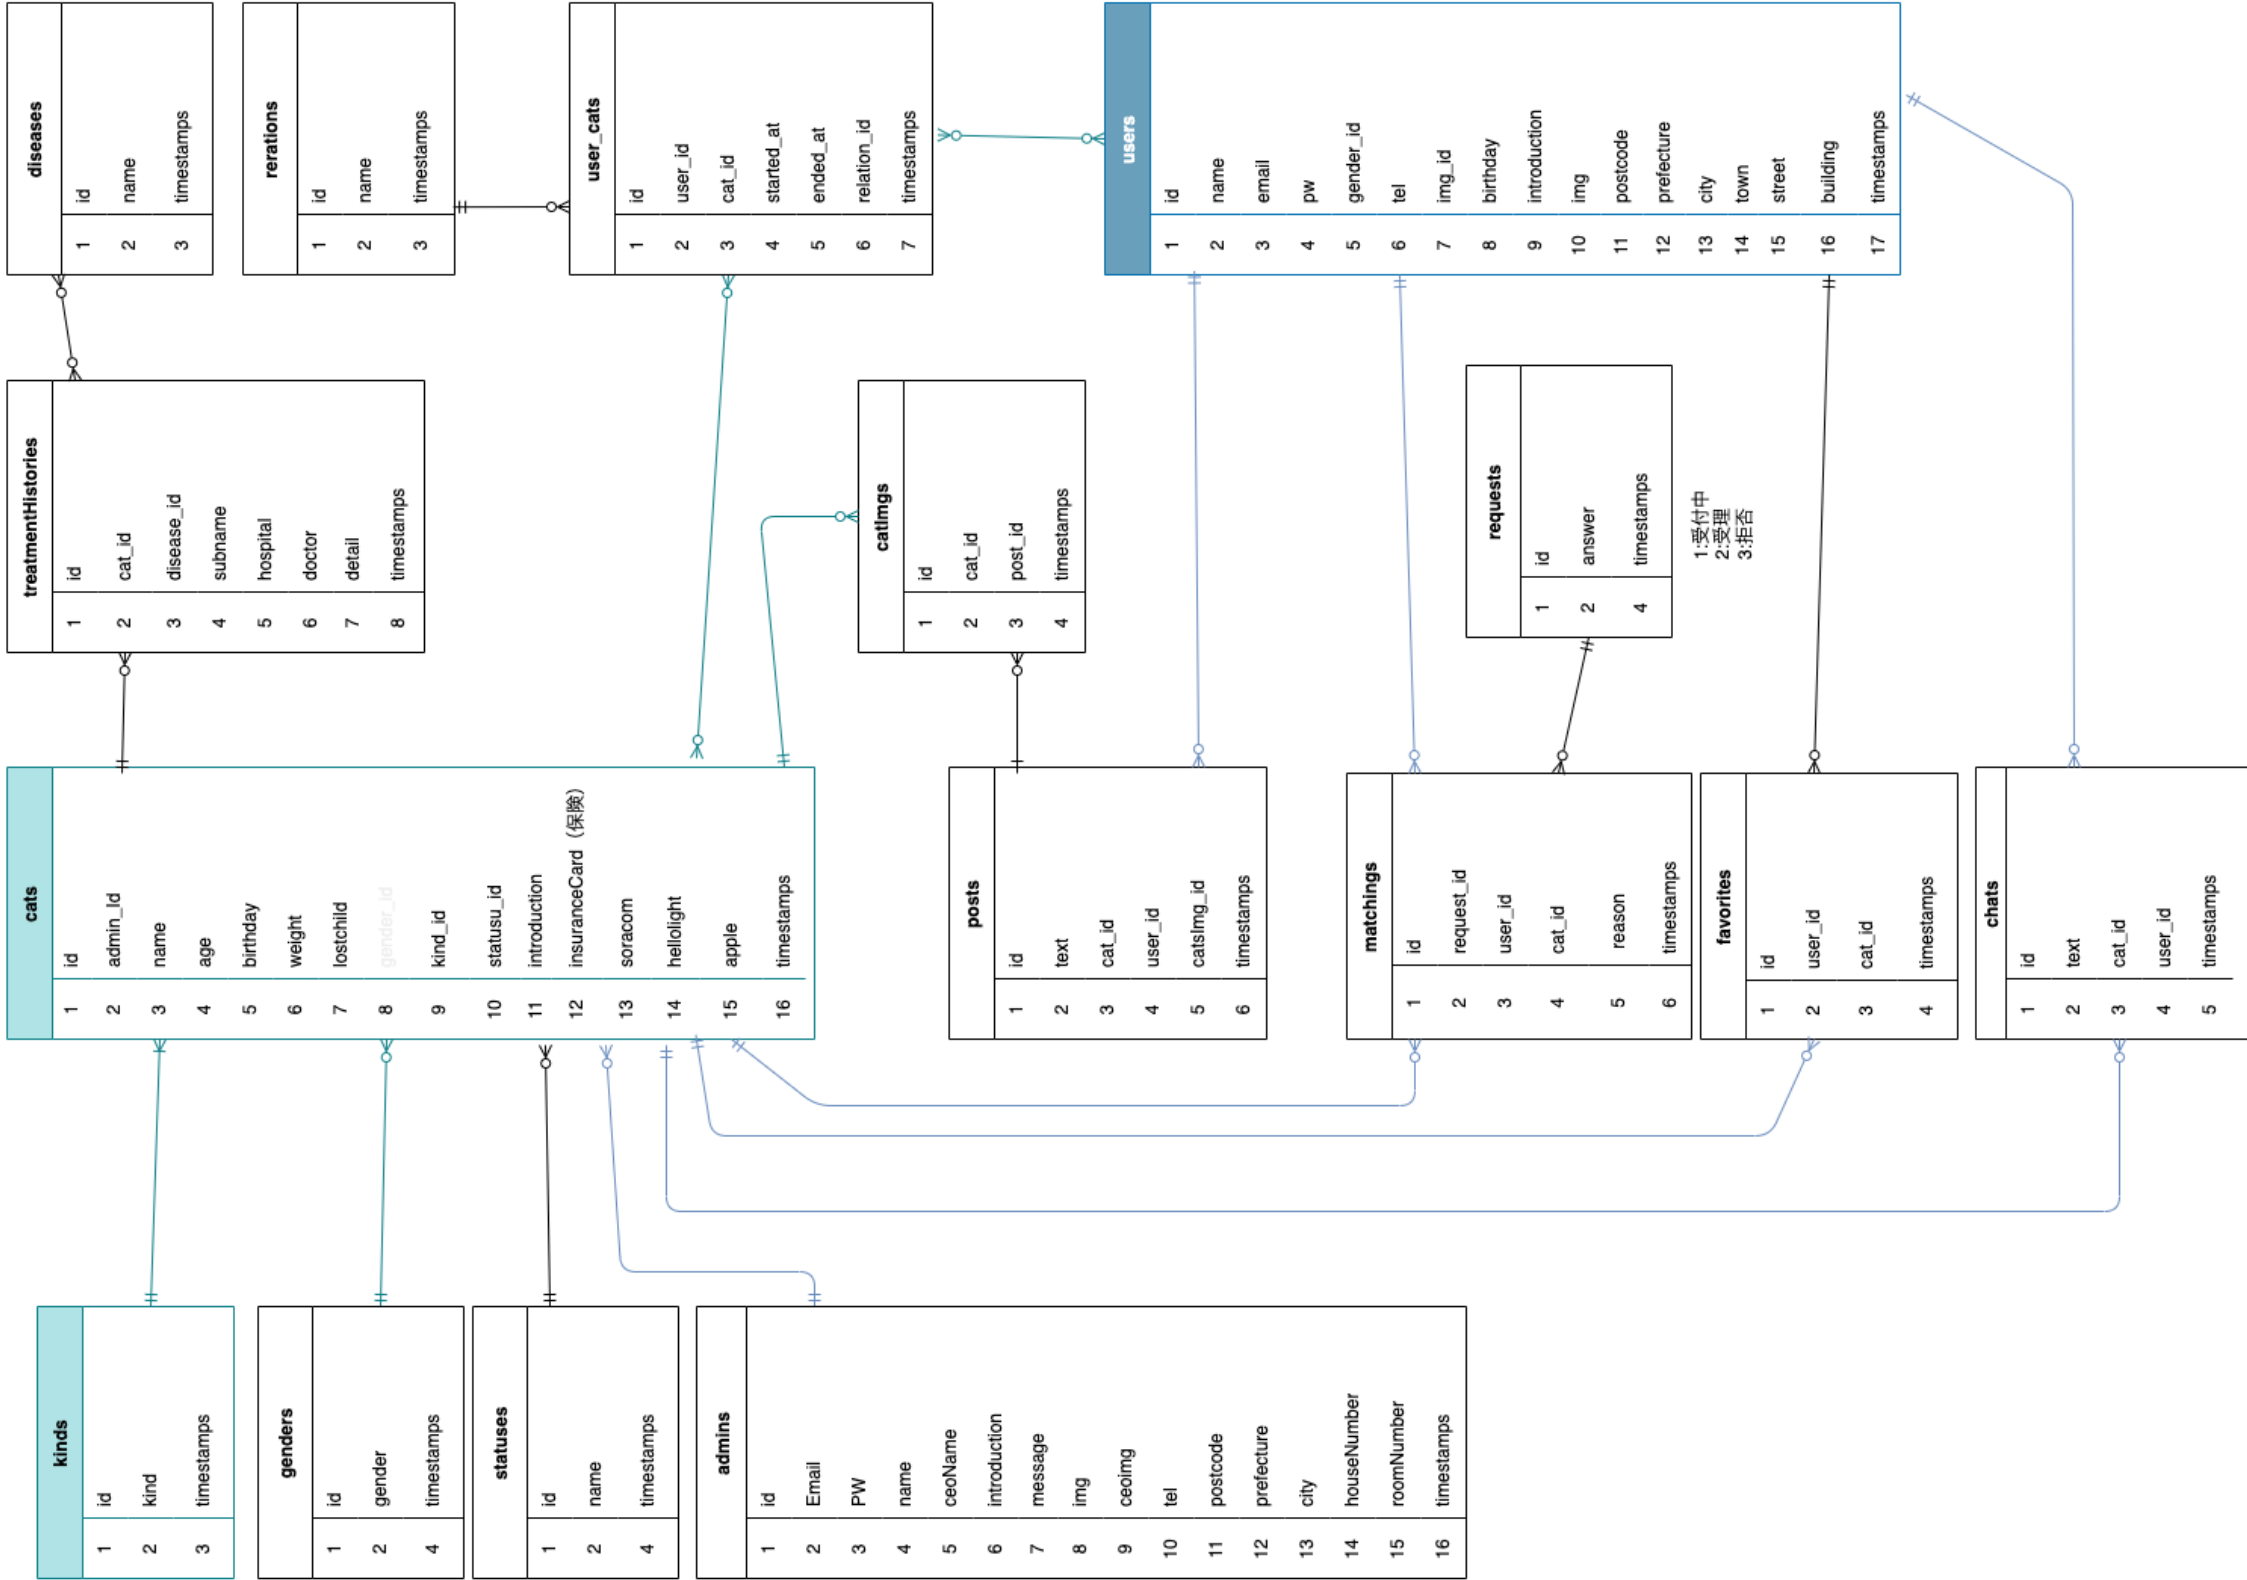 diseases
1 id
2 name
3 timestamps
rerations
1 id
2 name
3 timestamps
user_cats
1 id
2 user_id
3 cat_id
4 started_at
5 ended_at
6 relation_id
7 timestamps
users
1 id
2 name
3 email
4 pw
5 gender_id
6 tel
7 img_id
8 birthday
9 introduction
10 img
11 postcode
12 prefecture
13 city
14 town
15 street
16 building
17 timestamps
treatmentHistories
1 id
2 cat_id
3 disease_id
4 subname
5 hospital
6 doctor
7 detail
8 timestamps
catImgs
1 id
2 cat_id
3 post_id
4 timestamps
requests
1 id
2 answer
4 timestamps
1:受付中
2:受理
3:拒否
cats
1 id
2 admin_Id
3 name
4 age
5 birthday
6 weight
7 lostchild
8 gender_id
9 kind_id
10 statusu_id
11 introduction
12 insuranceCard（保険）
13 soracom
14 hellolight
15 apple
16 timestamps
posts
1 id
2 text
3 cat_id
4 user_id
5 catsImg_id
6 timestamps
matchings
1 id
2 request_id
3 user_id
4 cat_id
5 reason
6 timestamps
favorites
1 id
2 user_id
3 cat_id
4 timestamps
chats
1 id
2 text
3 cat_id
4 user_id
5 timestamps
kinds
1 id
2 kind
3 timestamps
genders
1 id
2 gender
4 timestamps
statuses
1 id
2 name
4 timestamps
admins
1 id
2 Email
3 PW
4 name
5 ceoName
6 introduction
7 message
8 img
9 ceoimg
10 tel
11 postcode
12 prefecture
13 city
14 houseNumber
15 roomNumber
16 timestamps